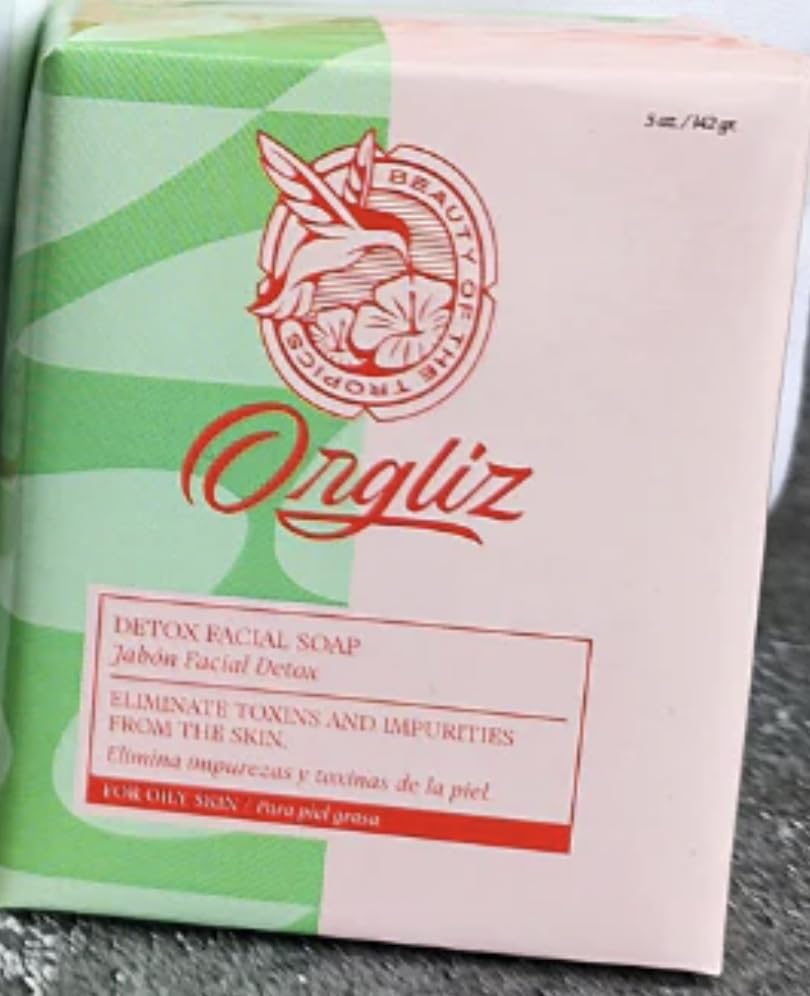 5 oz. / 142 gr.
BEAUTY OF THE TROPICS
Orgliz
DETOX FACIAL SOAP
Jabón Facial Detox
ELIMINATE TOXINS AND IMPURITIES
FROM THE SKIN.
Elimina impurezas y toxinas de la piel.
FOR OILY SKIN / Para piel grasa